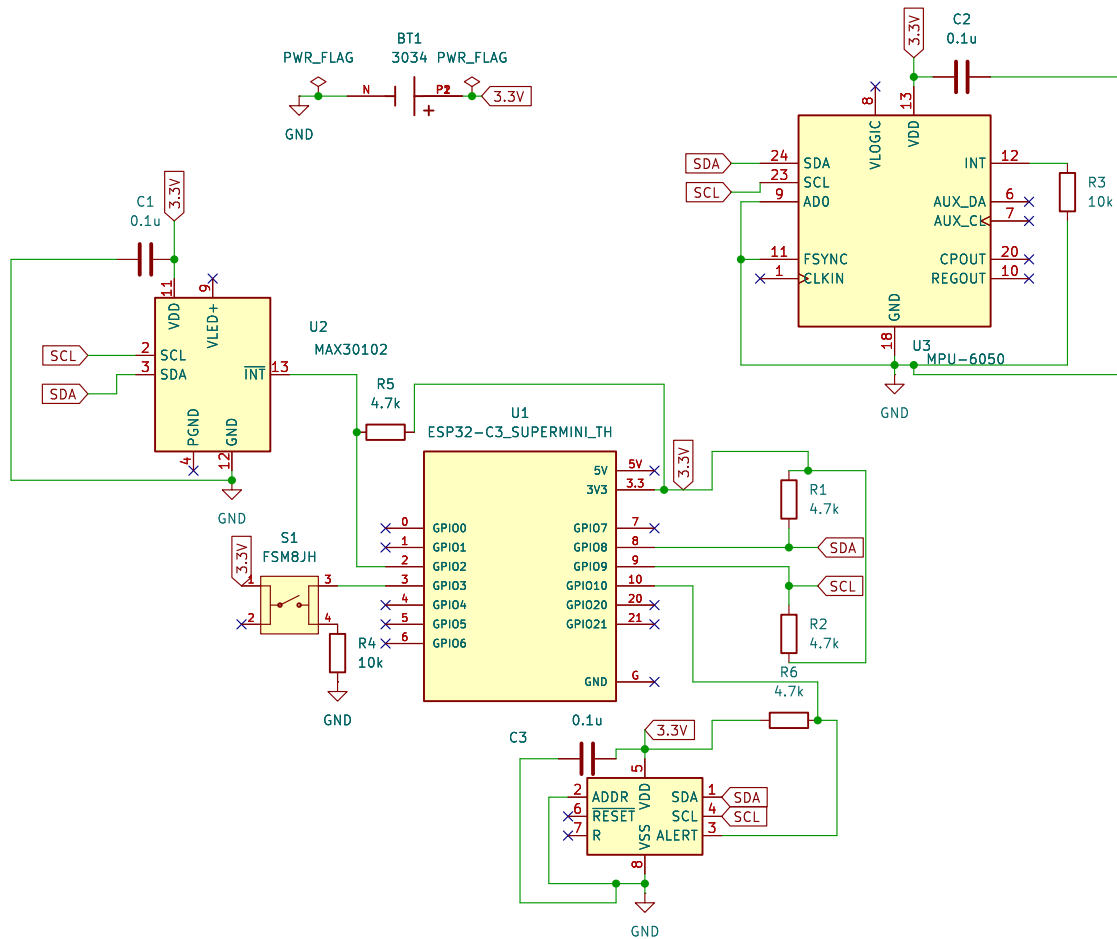 PWR_FLAG
BT1
3034 PWR_FLAG
N
+
3.3V
GND
3.3V
C2
0.1u
8
13
VLOGIC
VDD
SDA
24
SDA
SCL
23
SCL
9
ADO
11
FSYNC
1
CLKIN
INT
12
AUX_DA
6
AUX_CL
7
CPOUT
20
REGOUT
10
GND
18
U3
MPU-6050
GND
R3
10k
C1
0.1u
3.3V
11
9
VDD
VLED+
U2
MAX30102
SCL
2
SCL
SDA
3
SDA
INT
13
PGND
GND
4
12
GND
R5
4.7k
U1
ESP32-C3_SUPERMINI_TH
5V
5V
3V3
3.3
3.3V
0
GPIO0
1
GPIO1
2
GPIO2
3
GPIO3
4
GPIO4
5
GPIO5
6
GPIO6
GPIO7
7
GPIO8
8
GPIO9
9
GPIO10
10
GPIO20
20
GPIO21
21
GND
G
R1
4.7k
SDA
SCL
R2
4.7k
R6
4.7k
S1
FSM8JH
3.3V
1
2
3
4
R4
10k
GND
0.1u
C3
3.3V
5
2
ADDR
6
RESET
7
R
VDD
VSS
SDA
1
SDA
SCL
4
SCL
ALERT
3
8
GND